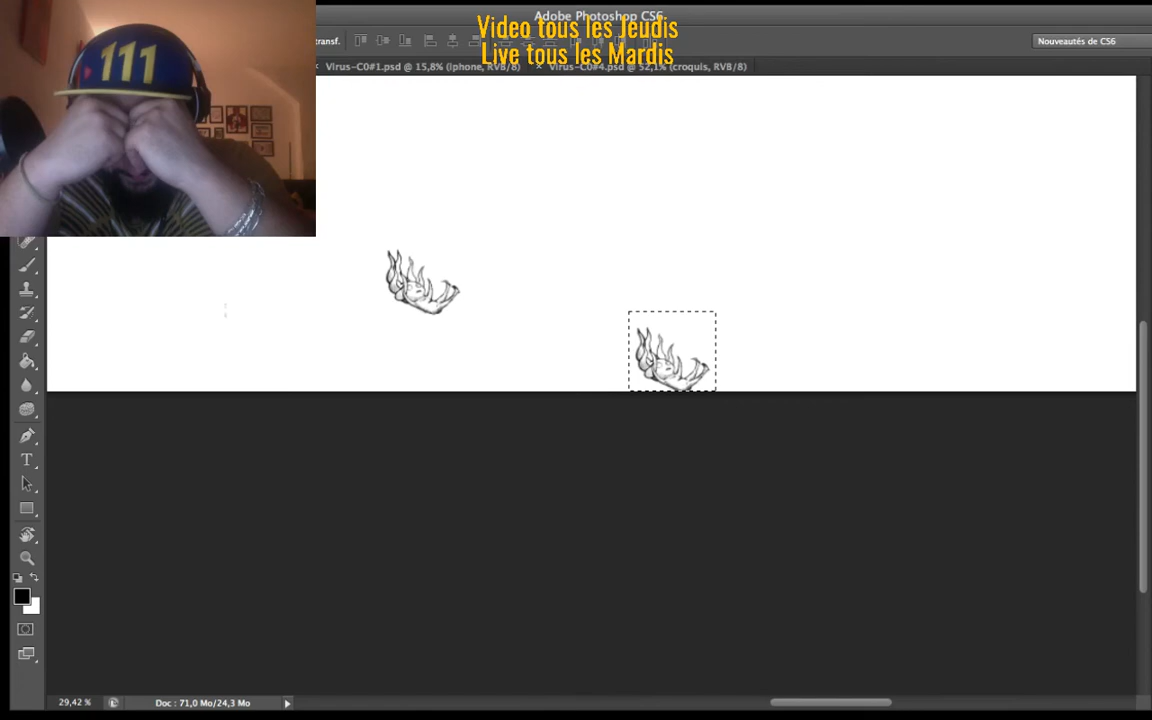 Adobe Photoshop CS6
Video tous les Jeudis
Live tous les Mardis
111
transf.
Nouveautés de CS6
Virus-C0#1.psd @ 15,8% (iphone, RVB/8)
Virus-C0#4.psd @ 52,1% (croquis, RVB/8)
T
29,42 %
Doc : 71,0 Mo/24,3 Mo